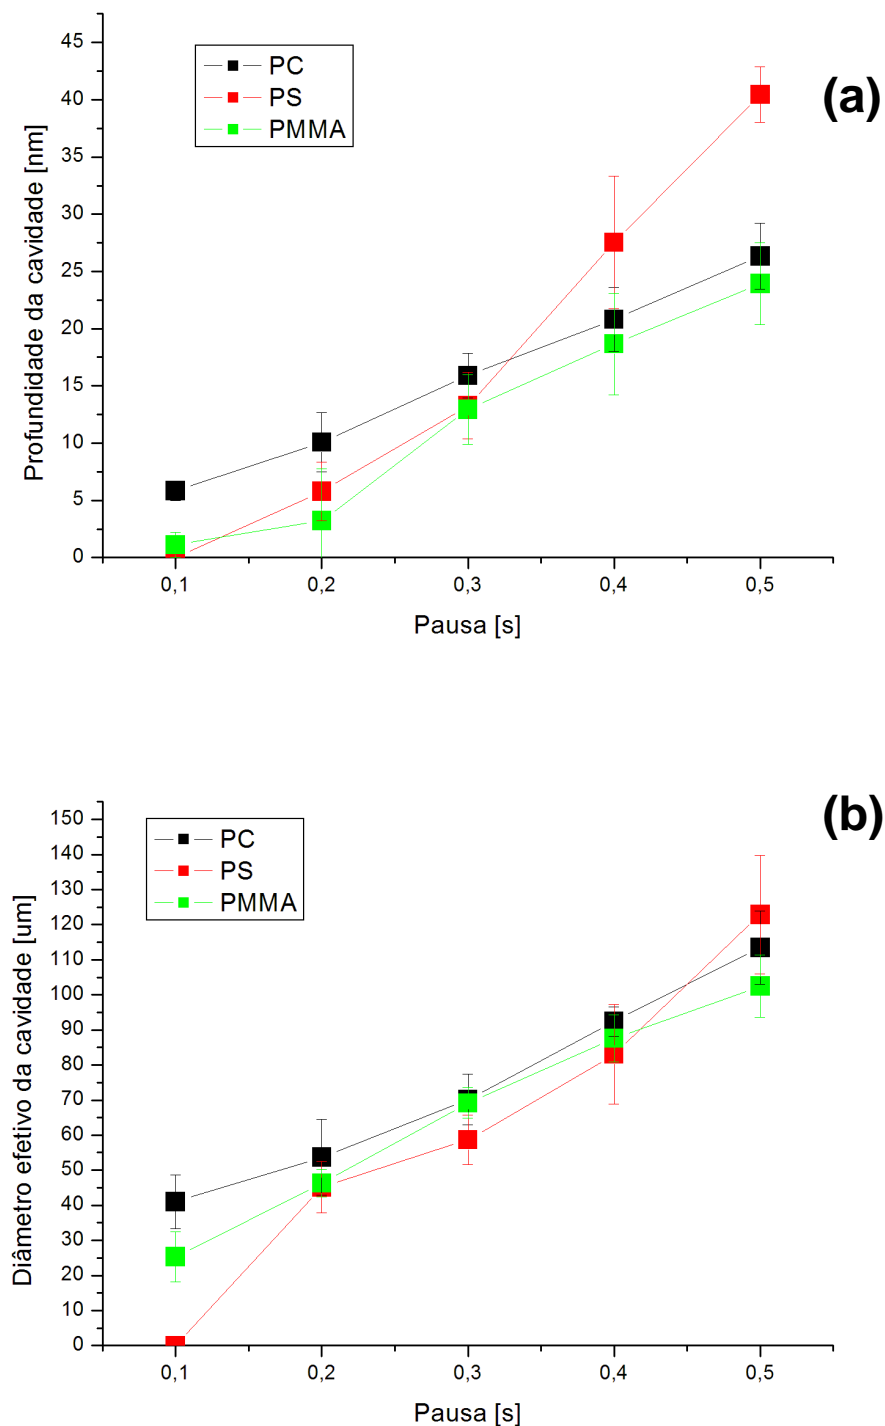 (a)
PC
PS
PMMA
Profundidade da cavidade [nm]
45
40
35
30
25
20
15
10
5
0
0,1 0,2 0,3 0,4 0,5
Pausa [s]
(b)
PC
PS
PMMA
Diâmetro efetivo da cavidade [um]
150
140
130
120
110
100
90
80
70
60
50
40
30
20
10
0
0,1 0,2 0,3 0,4 0,5
Pausa [s]